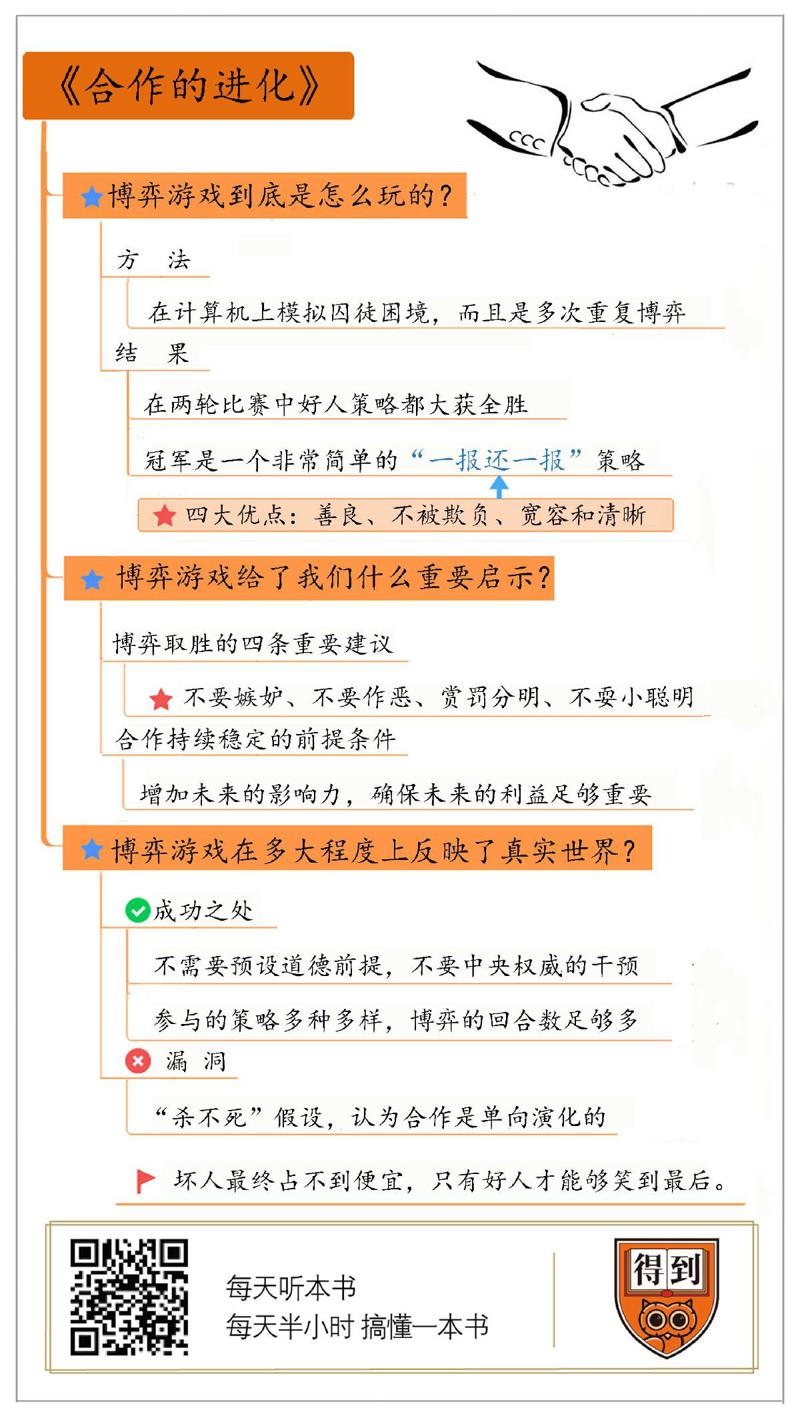 《合作的进化》
博弈游戏到底是怎么玩的？
方 法
在计算机上模拟囚徒困境，而且是多次重复博弈
结 果
在两轮比赛中好人策略都大获全胜
冠军是一个非常简单的“一报还一报”策略
四大优点：善良、不被欺负、宽容和清晰
博弈游戏给了我们什么重要启示？
博弈取胜的四条重要建议
不要嫉妒、不要作恶、赏罚分明、不耍小聪明
合作持续稳定的前提条件
增加未来的影响力，确保未来的利益足够重要
博弈游戏在多大程度上反映了真实世界？
成功之处
不需要预设道德前提，不要中央权威的干预
参与的策略多种多样，博弈的回合数足够多
漏 洞
“杀不死”假设，认为合作是单向演化的
坏人最终占不到便宜，只有好人才能够笑到最后。
每天听本书
每天半小时 搞懂一本书
得到